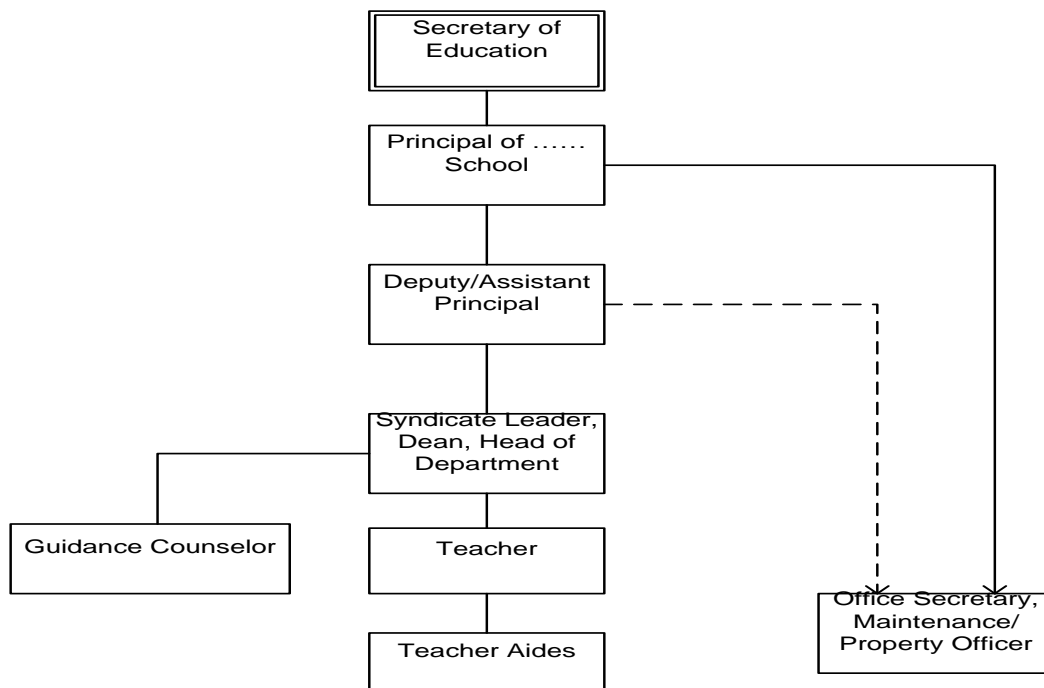 Secretary of
Education
Principal of ……
School
Deputy/Assistant
Principal
Syndicate Leader,
Dean, Head of
Department
Guidance Counselor
Teacher
Office Secretary,
Maintenance/
Property Officer
Teacher Aides